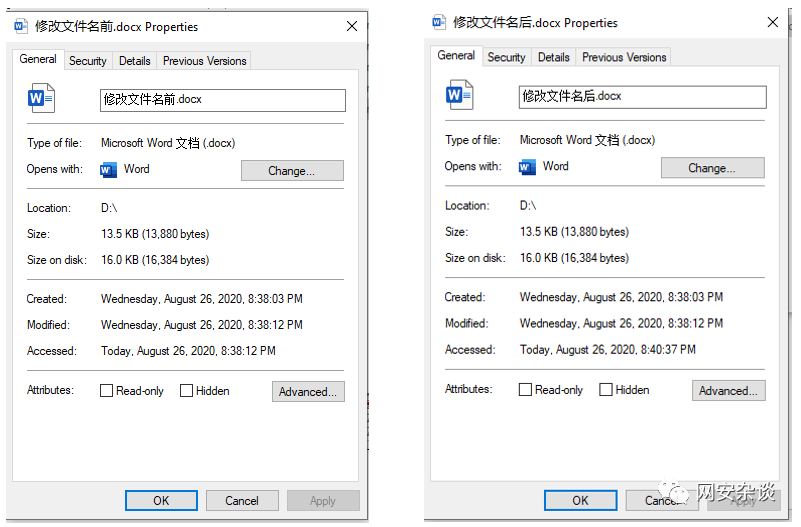 修改文件名前.docx Properties
General Security Details Previous Versions
修改文件名前.docx
Type of file: Microsoft Word 文档 (.docx)
Opens with: Word Change...
Location: D:\
Size: 13.5 KB (13,880 bytes)
Size on disk: 16.0 KB (16,384 bytes)
Created: Wednesday, August 26, 2020, 8:38:03 PM
Modified: Wednesday, August 26, 2020, 8:38:12 PM
Accessed: Today, August 26, 2020, 8:38:12 PM
Attributes: Read-only Hidden Advanced...
OK Cancel Apply
修改文件名后.docx Properties
General Security Details Previous Versions
修改文件名后.docx
Type of file: Microsoft Word 文档 (.docx)
Opens with: Word Change...
Location: D:\
Size: 13.5 KB (13,880 bytes)
Size on disk: 16.0 KB (16,384 bytes)
Created: Wednesday, August 26, 2020, 8:38:03 PM
Modified: Wednesday, August 26, 2020, 8:38:12 PM
Accessed: Today, August 26, 2020, 8:40:37 PM
Attributes: Read-only Hidden Advanced...
OK Cancel Apply
网安杂谈